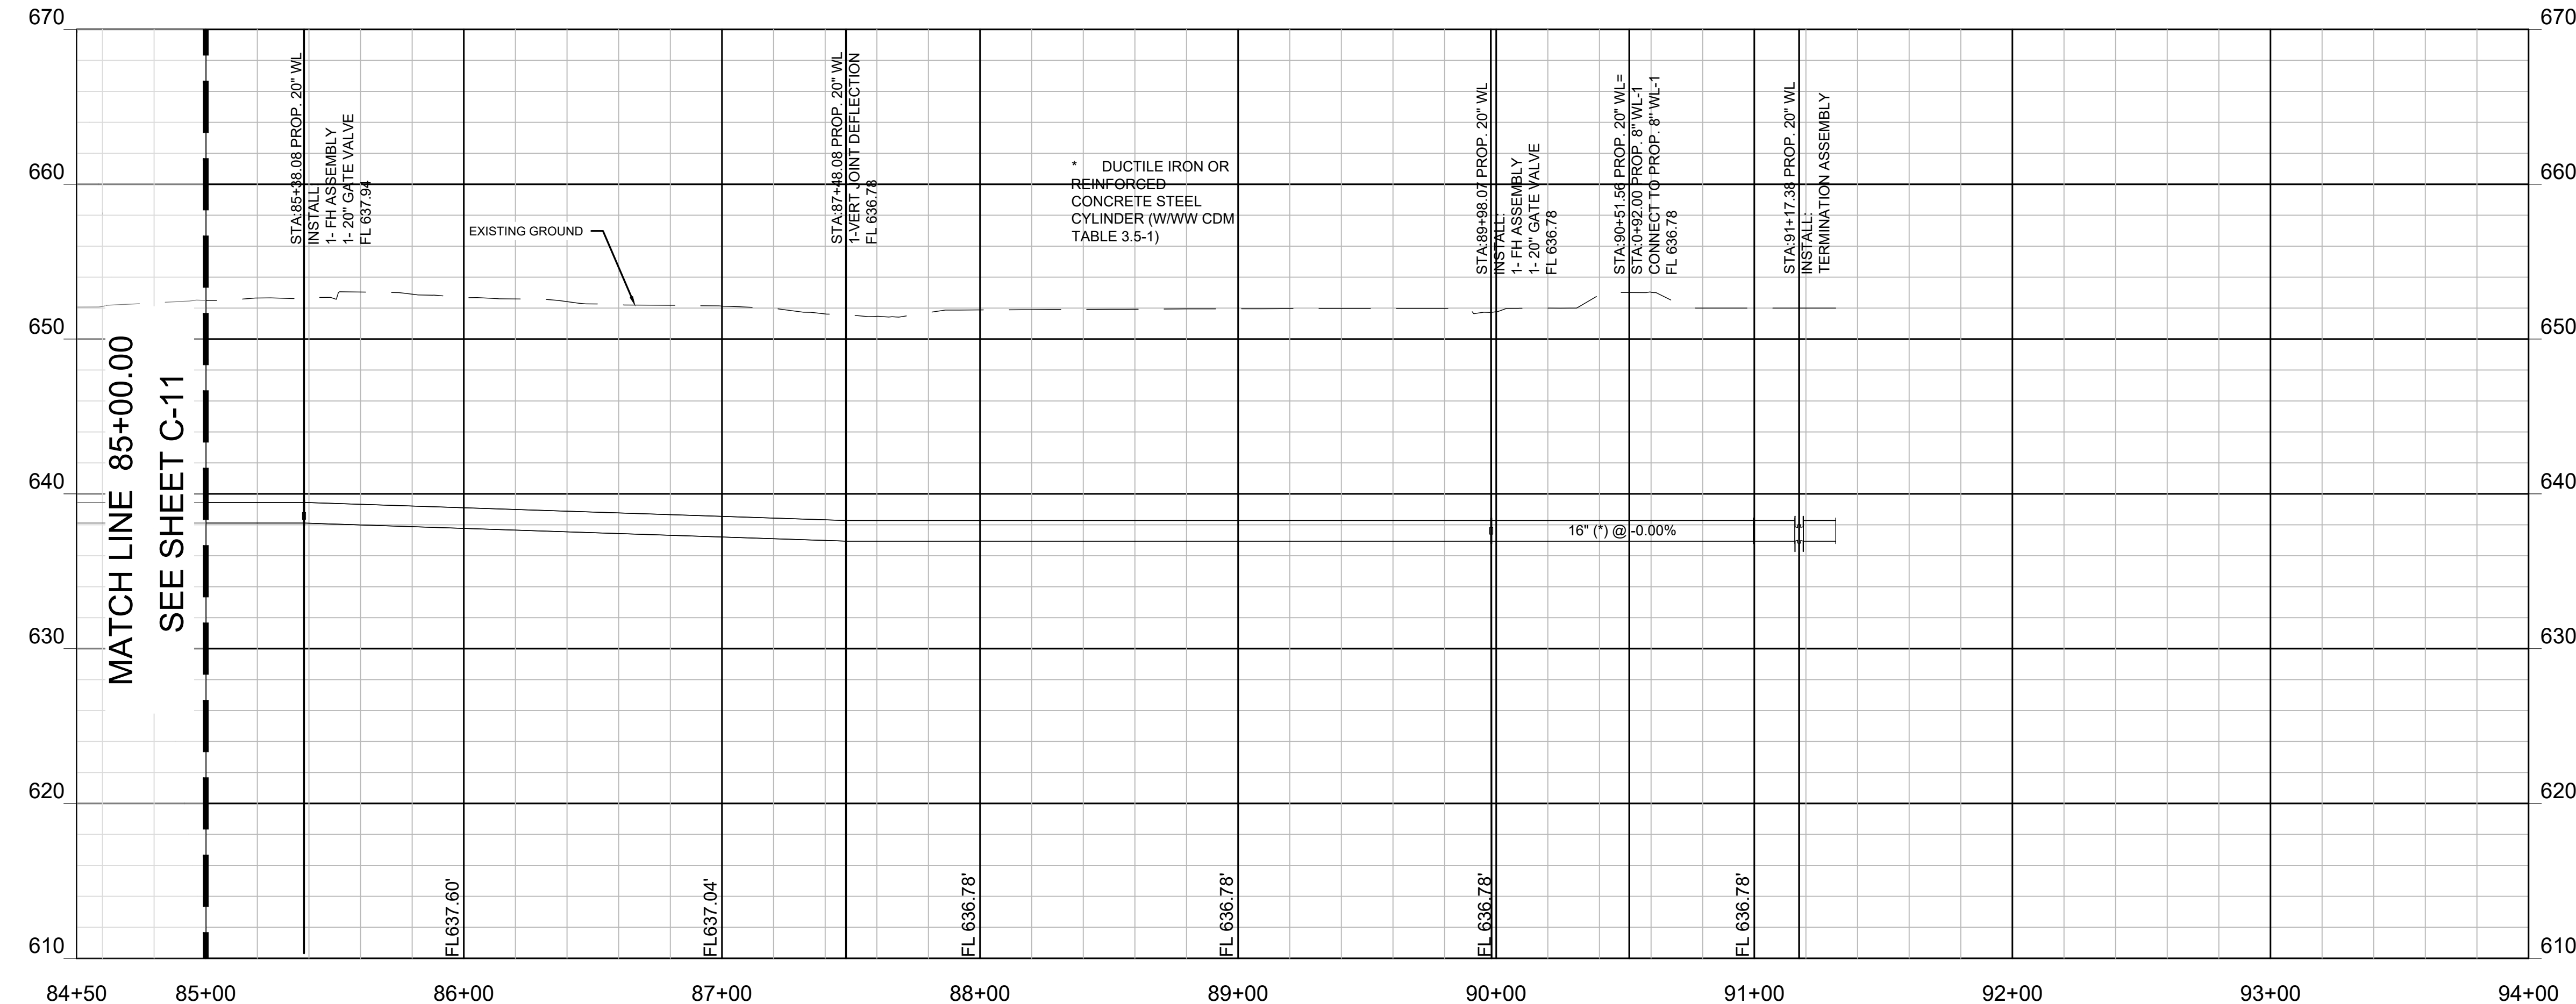 670
670
660
660
650
650
640
640
630
630
620
620
610
610
MATCH LINE 85+00.00
SEE SHEET C-11
STA:85+38.08 PROP. 20" WL
INSTALL
1- FH ASSEMBLY
1- 20" GATE VALVE
FL 637.94
EXISTING GROUND
STA:87+48.08 PROP. 20" WL
1-VERT JOINT DEFLECTION
FL 636.78
* DUCTILE IRON OR
REINFORCED
CONCRETE STEEL
CYLINDER (W/WW CDM
TABLE 3.5-1)
STA:89+98.07 PROP. 20" WL
INSTALL:
1- FH ASSEMBLY
1- 20" GATE VALVE
FL 636.78
STA:90+51.56 PROP. 20" WL=
STA:0+92.00 PROP. 8" WL-1
CONNECT TO PROP. 8" WL-1
FL 636.78
STA:91+17.38 PROP. 20" WL
INSTALL:
TERMINATION ASSEMBLY
16" (*) @ -0.00%
FL637.60'
FL637.04'
FL 636.78'
FL 636.78'
FL 636.78'
FL 636.78'
84+50
85+00
86+00
87+00
88+00
89+00
90+00
91+00
92+00
93+00
94+00